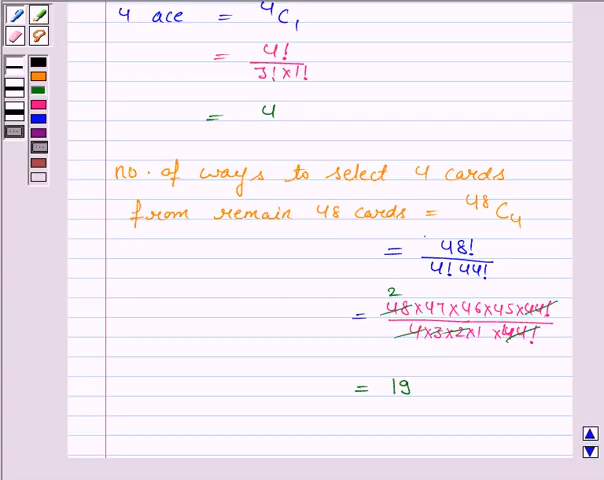 4 ace = ⁴C₁
= 4! / 3!×1!
= 4
no. of ways to select 4 cards
from remain 48 cards = ⁴⁸C₄
= 48! / 4! 44!
2
= 48×47×46×45×44! / 4×3×2×1 ×44!
= 19